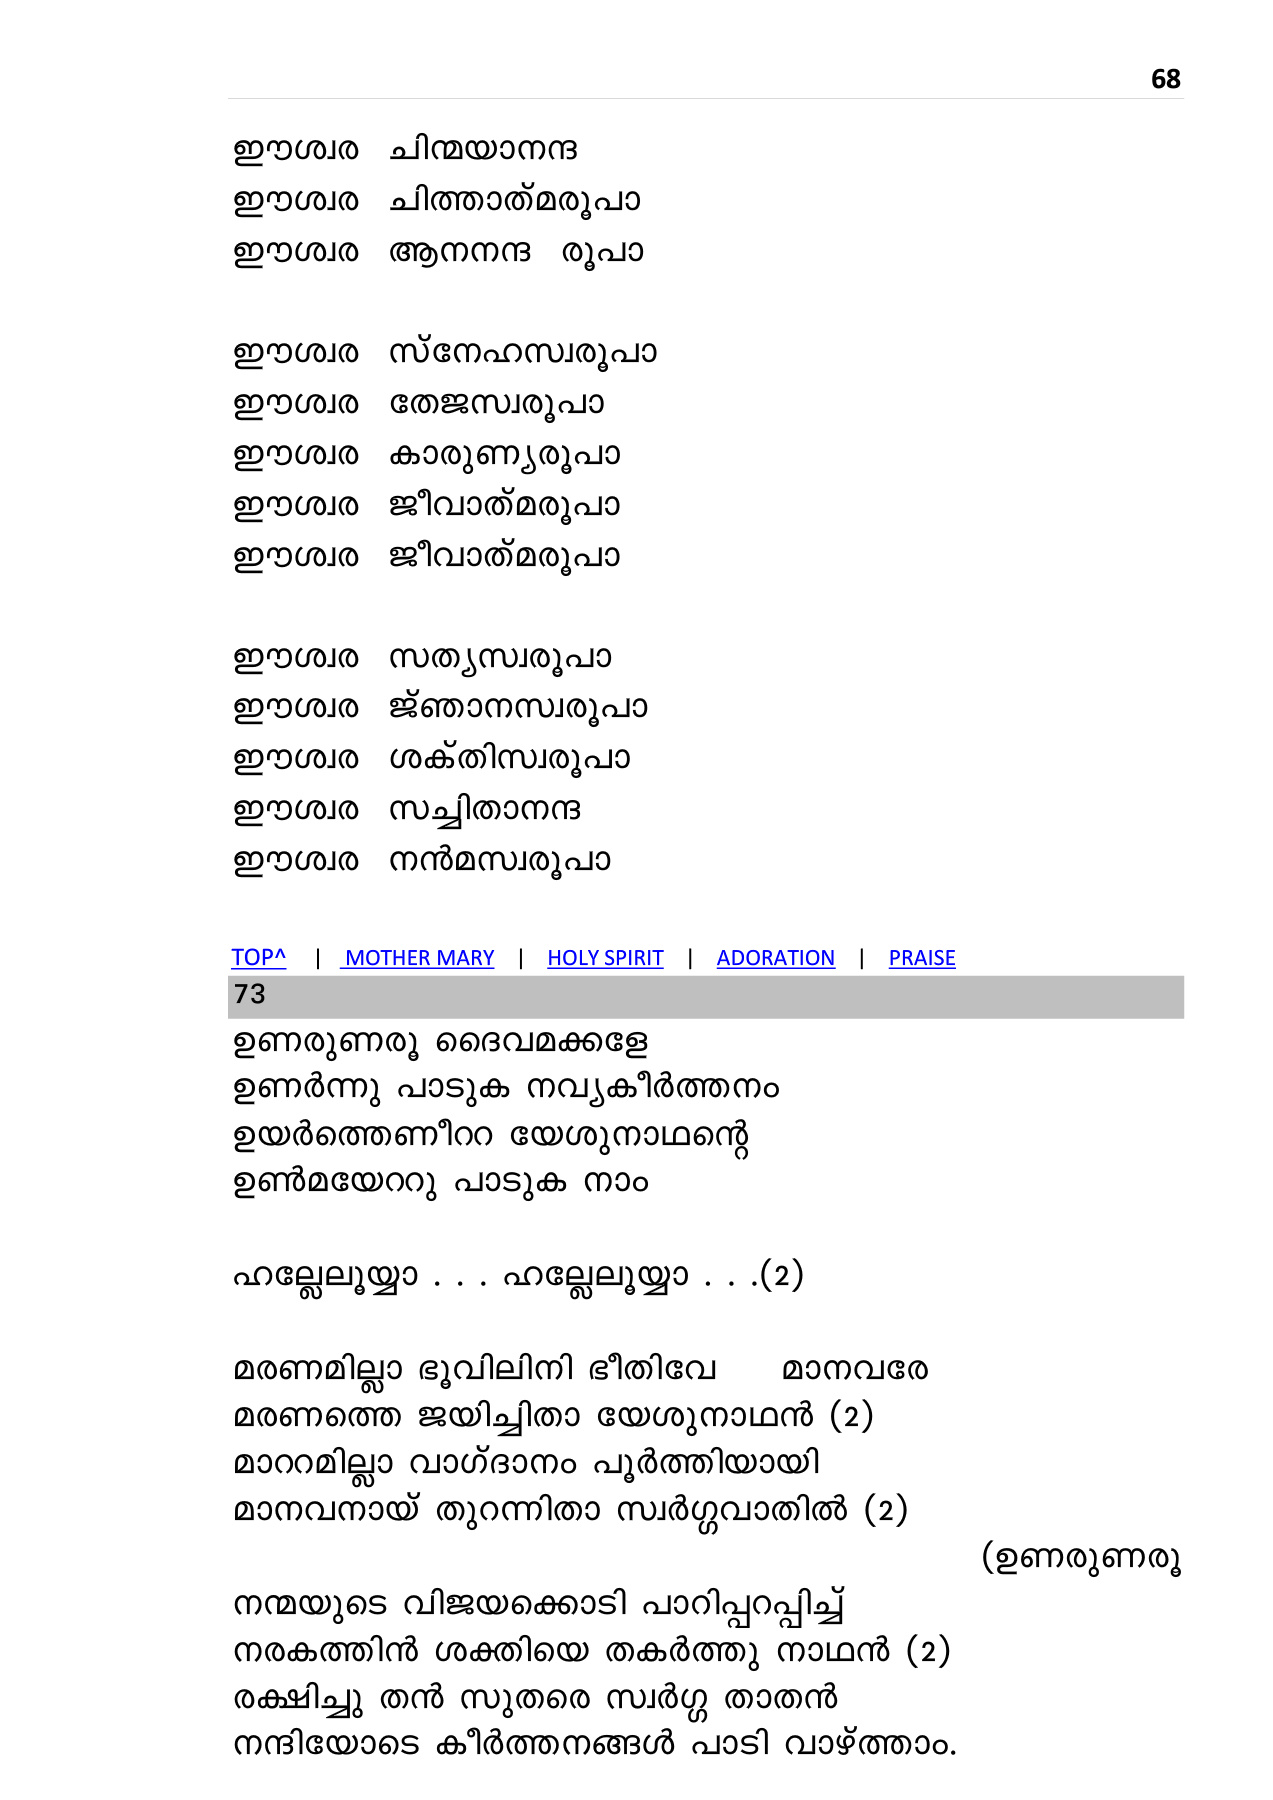 68
ഈശ്വര ചിന്മയാനന്ദ
ഈശ്വര ചിത്താത്മരൂപാ
ഈശ്വര ആനനന്ദ രൂപാ
ഈശ്വര സ്നേഹസ്വരൂപാ
ഈശ്വര തേജസ്വരൂപാ
ഈശ്വര കാരുണ്യരൂപാ
ഈശ്വര ജീവാത്മരൂപാ
ഈശ്വര ജീവാത്മരൂപാ
ഈശ്വര സത്യസ്വരൂപാ
ഈശ്വര ജ്ഞാനസ്വരൂപാ
ഈശ്വര ശക്തിസ്വരൂപാ
ഈശ്വര സച്ചിതാനന്ദ
ഈശ്വര നൻമസ്വരൂപാ
TOP^ | MOTHER MARY | HOLY SPIRIT | ADORATION | PRAISE
73
ഉണരുണരൂ ദൈവമക്കളേ
ഉണർന്നു പാടുക നവ്യകീർത്തനം
ഉയർത്തെണീററ യേശുനാഥന്റെ
ഉൺമയേററു പാടുക നാം
ഹല്ലേലൂയ്യാ . . . ഹല്ലേലൂയ്യാ . . .(2)
മരണമില്ലാ ഭൂവിലിനി ഭീതിവേ മാനവരേ
മരണത്തെ ജയിച്ചിതാ യേശുനാഥൻ (2)
മാററമില്ലാ വാഗ്ദാനം പൂർത്തിയായി
മാനവനായ് തുറന്നിതാ സ്വർഗ്ഗവാതിൽ (2)
(ഉണരുണരൂ
നന്മയുടെ വിജയക്കൊടി പാറിപ്പറപ്പിച്ച്
നരകത്തിൻ ശക്തിയെ തകർത്തു നാഥൻ (2)
രക്ഷിച്ചു തൻ സുതരെ സ്വർഗ്ഗ താതൻ
നന്ദിയോടെ കീർത്തനങ്ങൾ പാടി വാഴ്ത്താം.